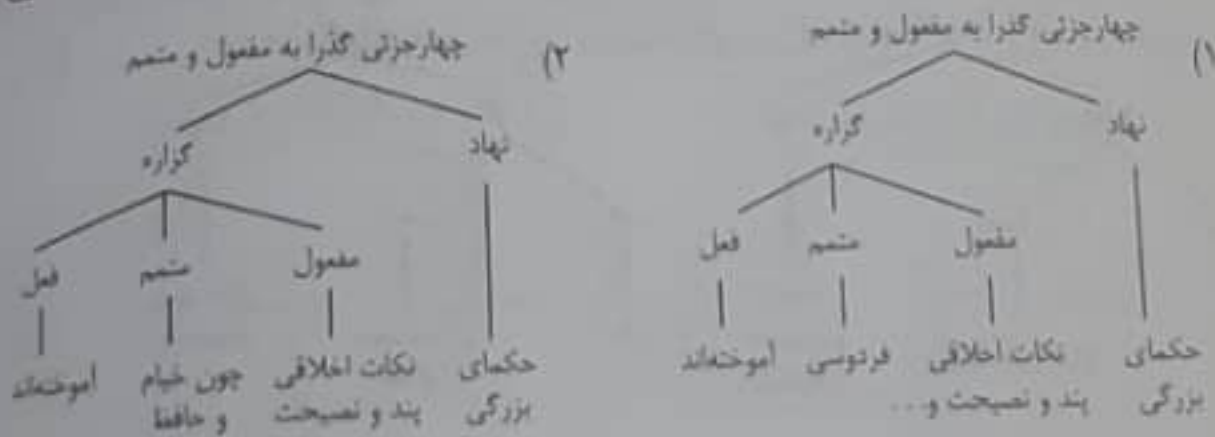 ۱) چهارجزئی گذرا به مفعول و متمم
نهاد
گزاره
مفعول
متمم
فعل
حکمای
بزرگی
نکات اخلاقی
پند و نصیحت و...
فردوسی
آموخته‌اند
۲) چهارجزئی گذرا به مفعول و متمم
نهاد
گزاره
مفعول
متمم
فعل
حکمای
بزرگی
نکات اخلاقی
پند و نصیحت
چون خیام
و حافظ
آموخته‌اند